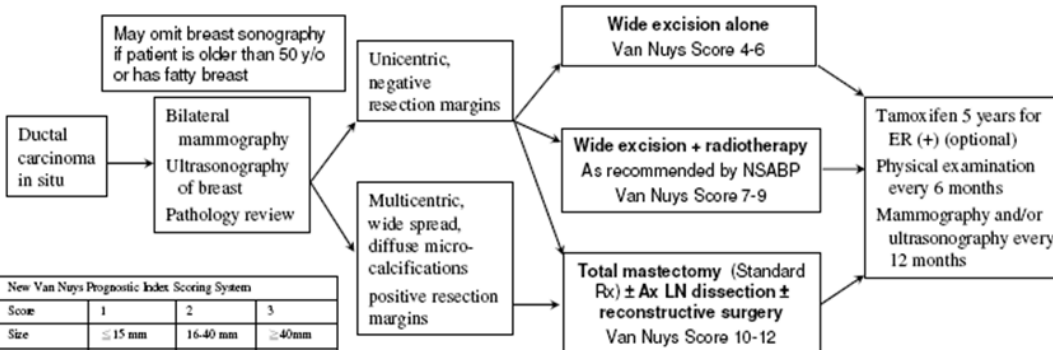 May omit breast sonography
if patient is older than 50 y/o
or has fatty breast
Ductal
carcinoma
in situ
Bilateral
mammography
Ultrasonography
of breast
Pathology review
Unicentric,
negative
resection margins
Multicentric,
wide spread,
diffuse micro-
calcifications
positive resection
margins
Wide excision alone
Van Nuys Score 4-6
Wide excision + radiotherapy
As recommended by NSABP
Van Nuys Score 7-9
Total mastectomy (Standard
Rx) ± Ax LN dissection ±
reconstructive surgery
Van Nuys Score 10-12
Tamoxifen 5 years for
ER (+) (optional)
Physical examination
every 6 months
Mammography and/or
ultrasonography every
12 months
New Van Nuys Prognostic Index Scoring System
Score 1 2 3
Size ≦15 mm 16-40 mm ≧40mm